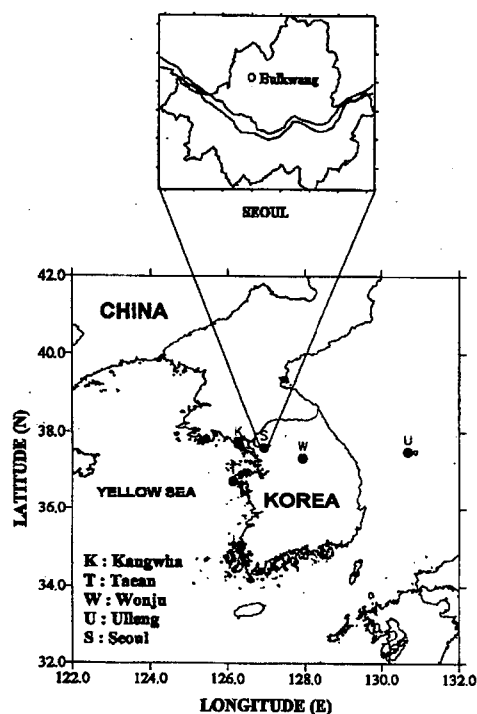 Bulkwang
SEOUL
42.0
CHINA
40.0
38.0
K
S
W
U
T
YELLOW SEA
KOREA
36.0
34.0
32.0
LATITUDE (N)
K : Kangwha
T : Taean
W : Wonju
U : Ulleng
S : Seoul
122.0 124.0 126.0 128.0 130.0 132.0
LONGITUDE (E)